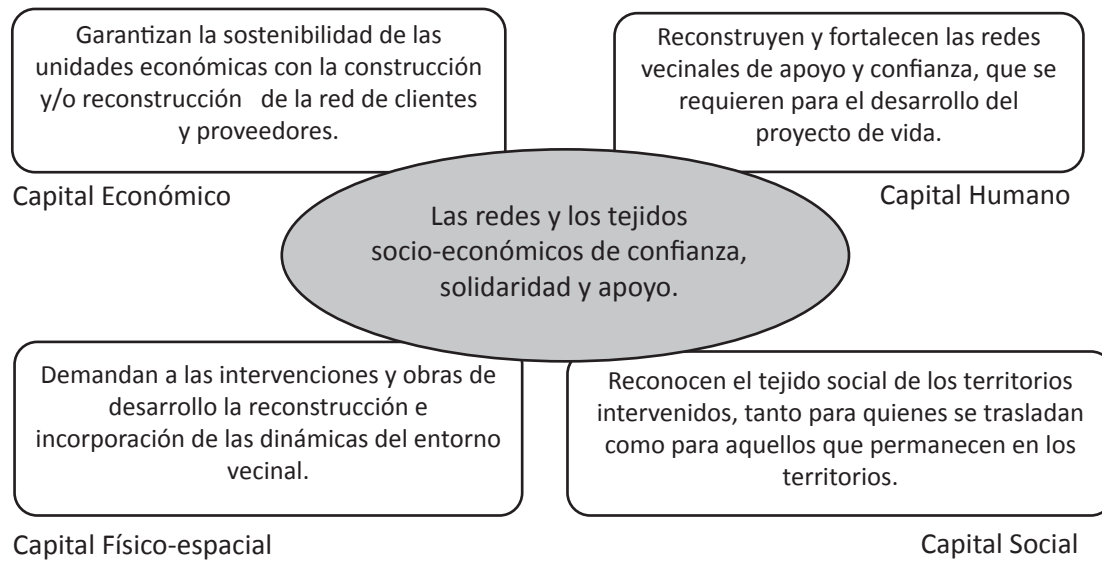 Garantizan la sostenibilidad de las
unidades económicas con la construcción
y/o reconstrucción de la red de clientes
y proveedores.
Capital Económico
Reconstruyen y fortalecen las redes
vecinales de apoyo y confianza, que se
requieren para el desarrollo del
proyecto de vida.
Capital Humano
Las redes y los tejidos
socio-económicos de confianza,
solidaridad y apoyo.
Demandan a las intervenciones y obras de
desarrollo la reconstrucción e
incorporación de las dinámicas del entorno
vecinal.
Capital Físico-espacial
Reconocen el tejido social de los territorios
intervenidos, tanto para quienes se trasladan
como para aquellos que permanecen en los
territorios.
Capital Social